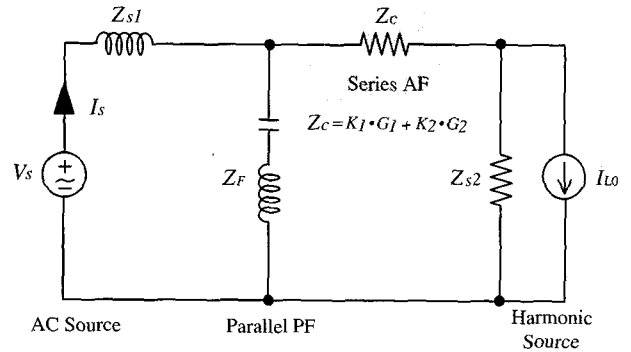 Zs1
Zc
Is
Series AF
Zc=K1•G1+K2•G2
Vs
+
ZF
Zs2
IL0
AC Source
Parallel PF
Harmonic
Source